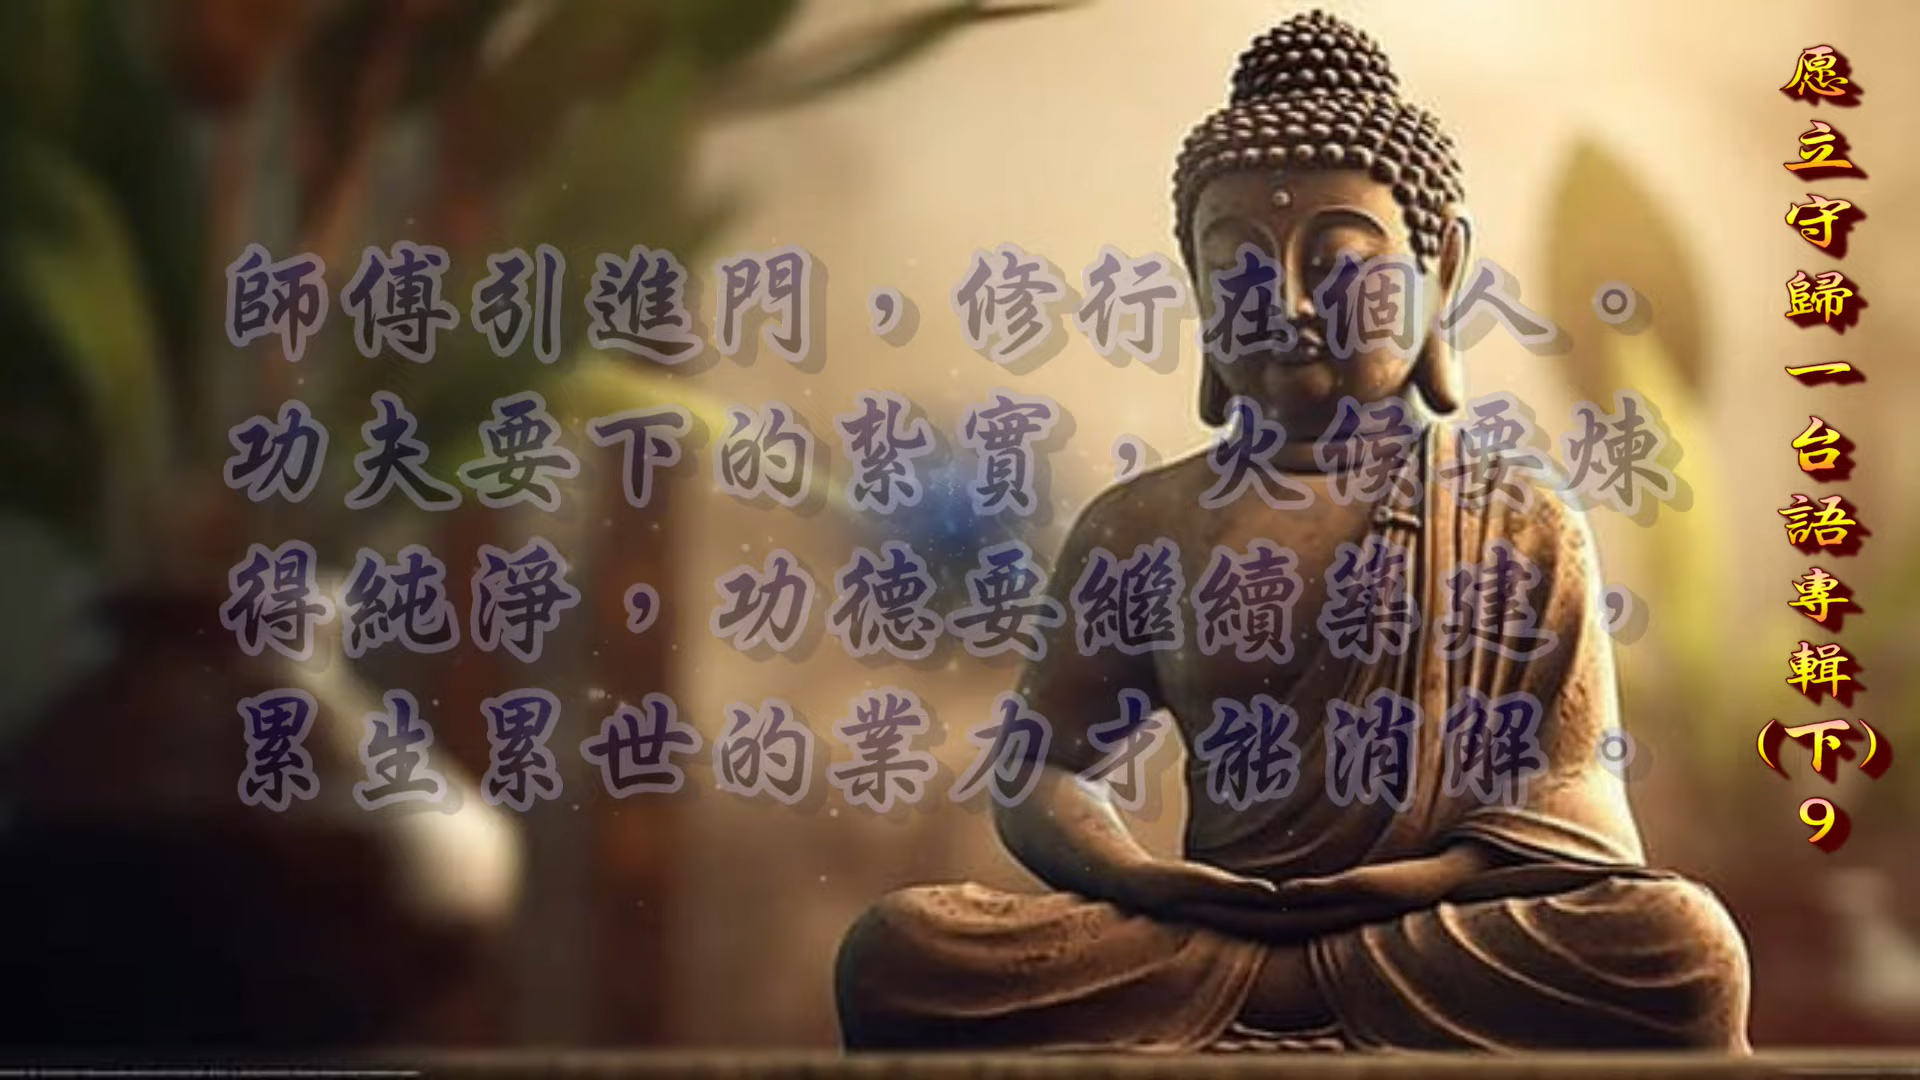 師傅引進門，修行在個人。
功夫要下的紮實，火候要煉
得純淨，功德要繼續築建，
累生累世的業力才能消解。
愿立守歸一台語專輯(下)9